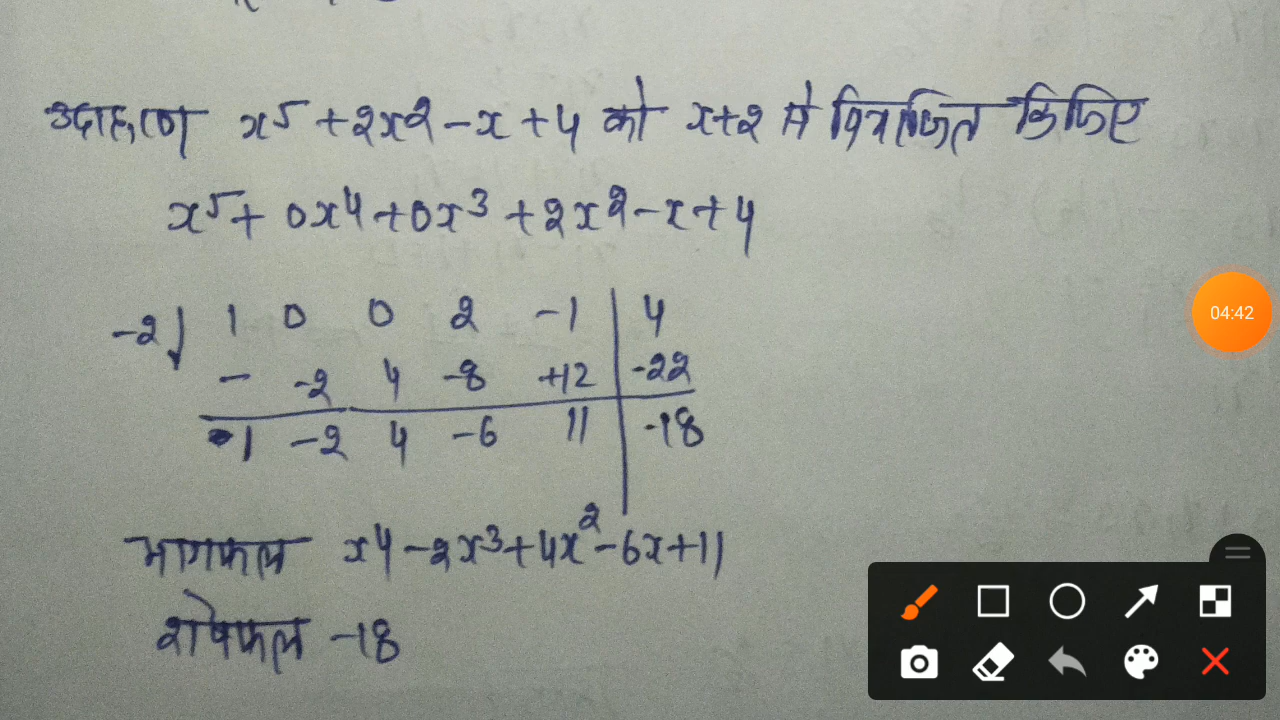 उदाहरण x⁵ + 2x² - x + 4 को x+2 से विभाजित किजिए
x⁵ + 0x⁴ + 0x³ + 2x² - x + 4
-2 | 1 0 0 2 -1 | 4
- -2 4 -8 +12 | -22
1 -2 4 -6 11 | -18
भागफल x⁴ - 2x³ + 4x² - 6x + 11
शेषफल -18
04:42